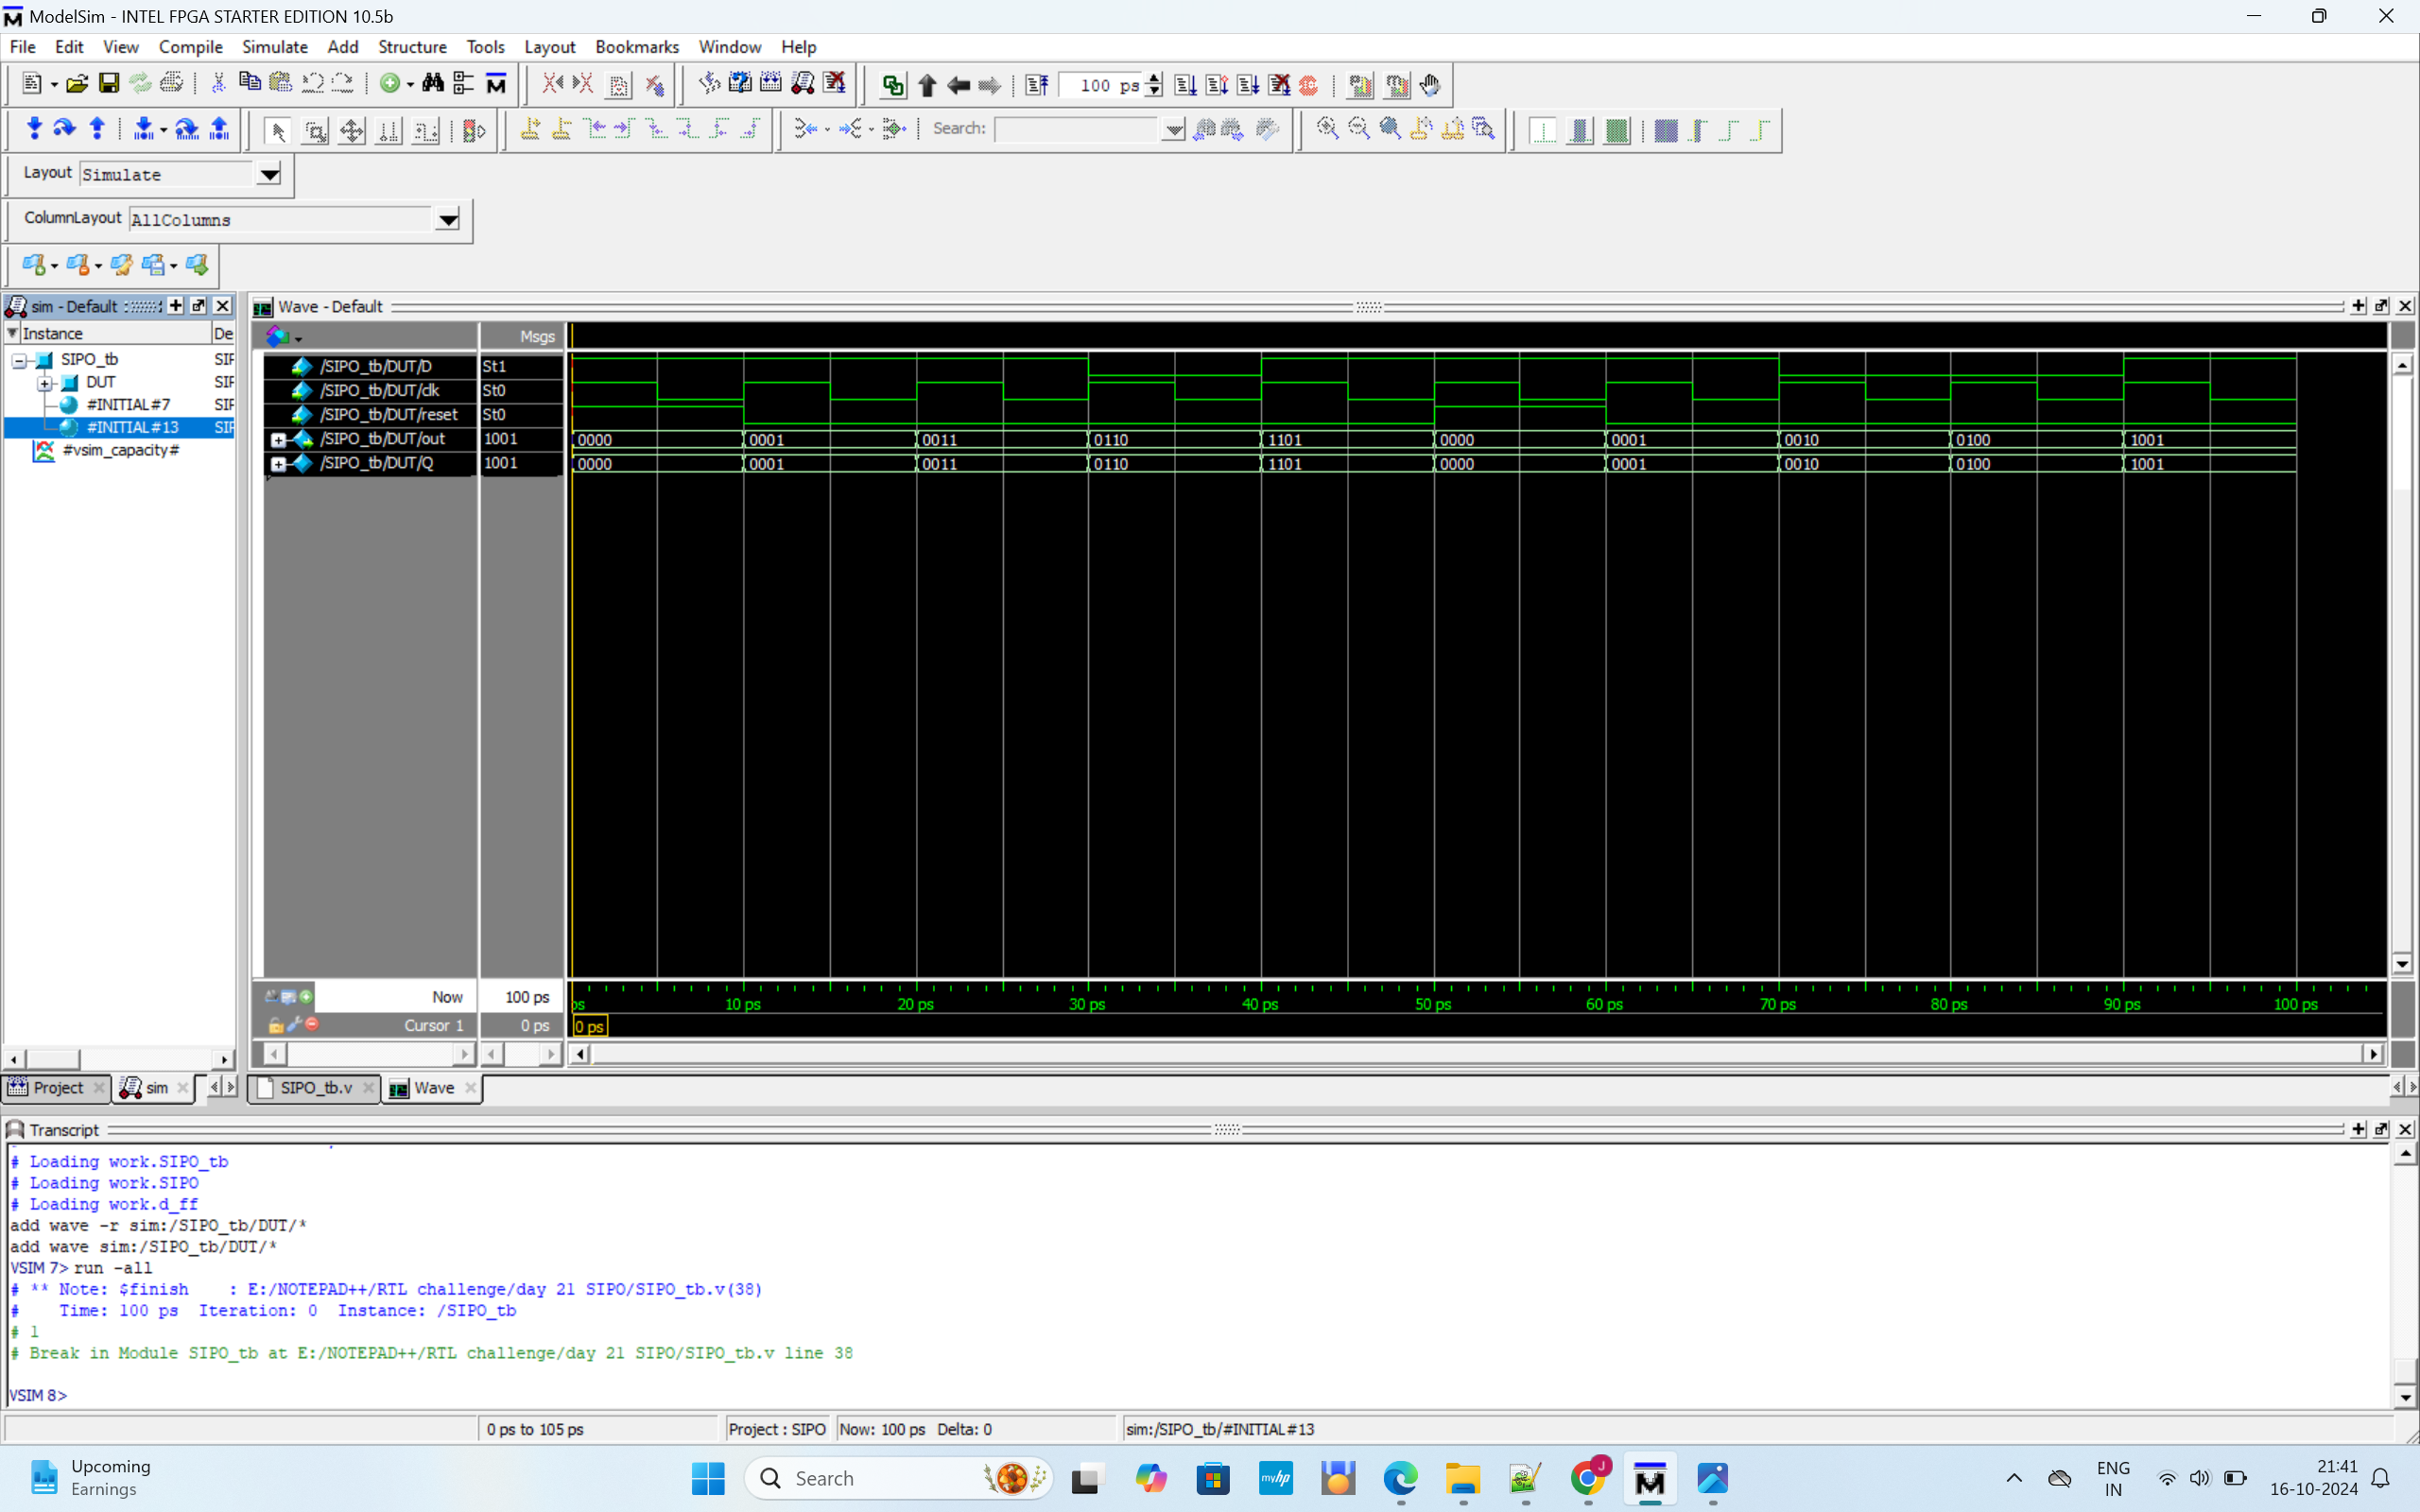 ModelSim - INTEL FPGA STARTER EDITION 10.5b
File Edit View Compile Simulate Add Structure Tools Layout Bookmarks Window Help
100 ps
Search:
Layout Simulate
ColumnLayout AllColumns
sim - Default
Instance De
SIPO_tb SIF
DUT SIF
#INITIAL#7 SIF
#INITIAL#13 SIF
#vsim_capacity#
Wave - Default
Msgs
/SIPO_tb/DUT/D St1
/SIPO_tb/DUT/clk St0
/SIPO_tb/DUT/reset St0
/SIPO_tb/DUT/out 1001 0000 0001 0011 0110 1101 0000 0001 0010 0100 1001
/SIPO_tb/DUT/Q 1001 0000 0001 0011 0110 1101 0000 0001 0010 0100 1001
Now 100 ps ps 10 ps 20 ps 30 ps 40 ps 50 ps 60 ps 70 ps 80 ps 90 ps 100 ps
Cursor 1 0 ps 0 ps
Project sim SIPO_tb.v Wave
Transcript
# Loading work.SIPO_tb
# Loading work.SIPO
# Loading work.d_ff
add wave -r sim:/SIPO_tb/DUT/*
add wave sim:/SIPO_tb/DUT/*
VSIM 7> run -all
# ** Note: $finish    : E:/NOTEPAD++/RTL challenge/day 21 SIPO/SIPO_tb.v(38)
#    Time: 100 ps  Iteration: 0  Instance: /SIPO_tb
# 1
# Break in Module SIPO_tb at E:/NOTEPAD++/RTL challenge/day 21 SIPO/SIPO_tb.v line 38
VSIM 8>
0 ps to 105 ps Project : SIPO Now: 100 ps Delta: 0 sim:/SIPO_tb/#INITIAL#13
Upcoming
Earnings
Search
myhp
J
ENG
IN
21:41
16-10-2024